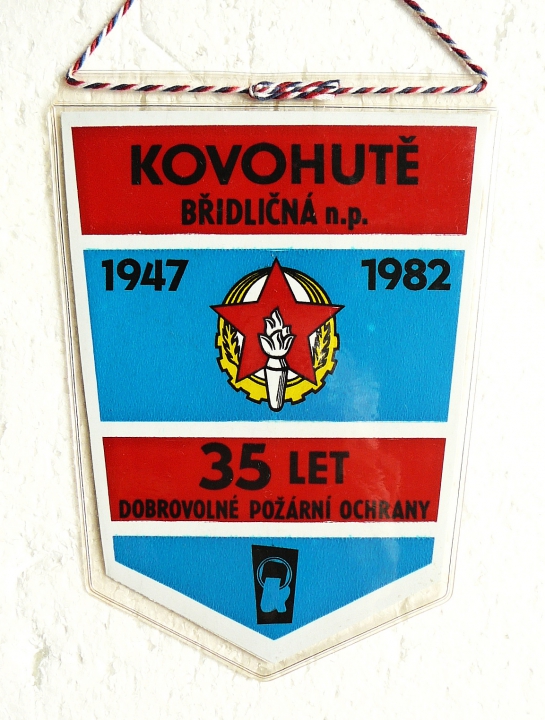 KOVOHUTĚ
BŘIDLIČNÁ n.p.
1947 1982
35 LET
DOBROVOLNÉ POŽÁRNÍ OCHRANY